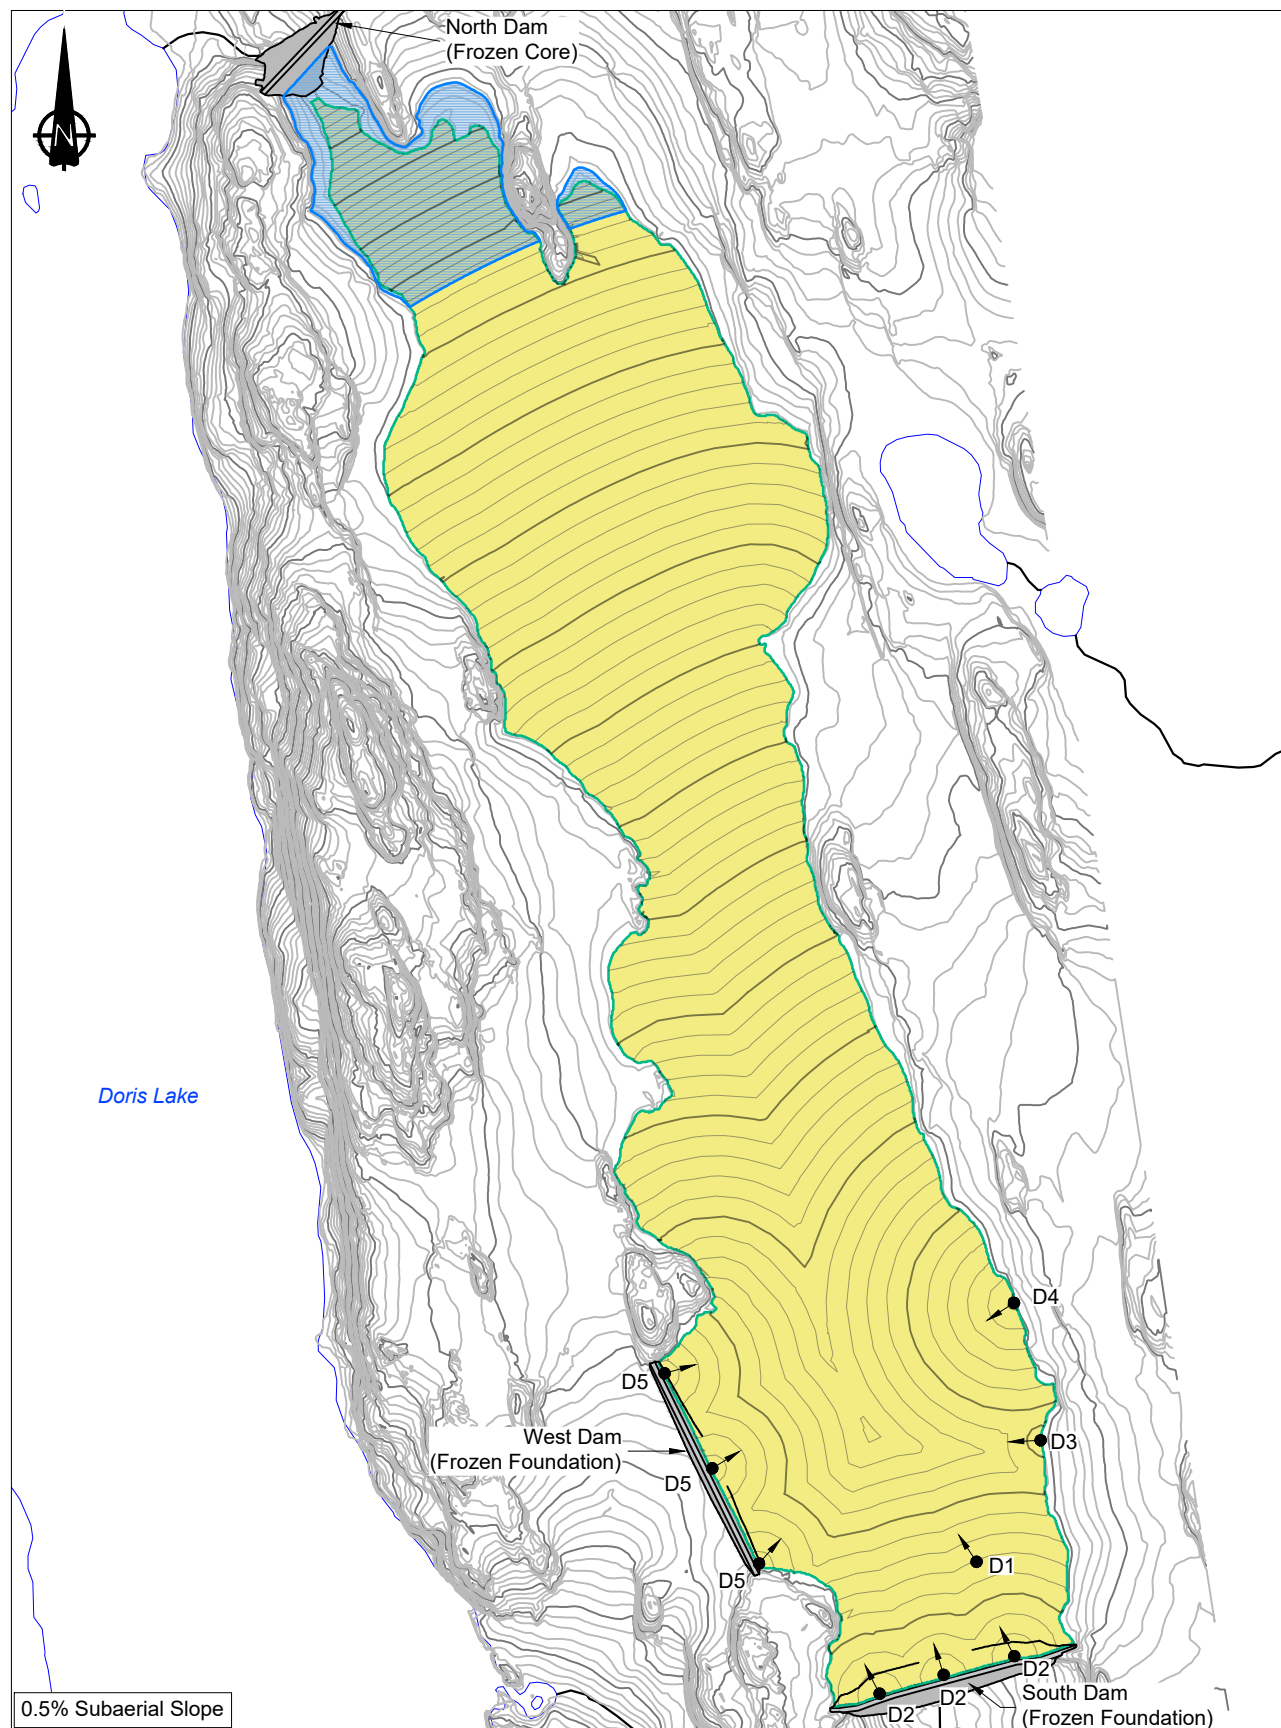 North Dam
(Frozen Core)
N
Doris Lake
D4
D5
D3
West Dam
(Frozen Foundation)
D5
D1
D5
D2
D2
D2
South Dam
(Frozen Foundation)
0.5% Subaerial Slope